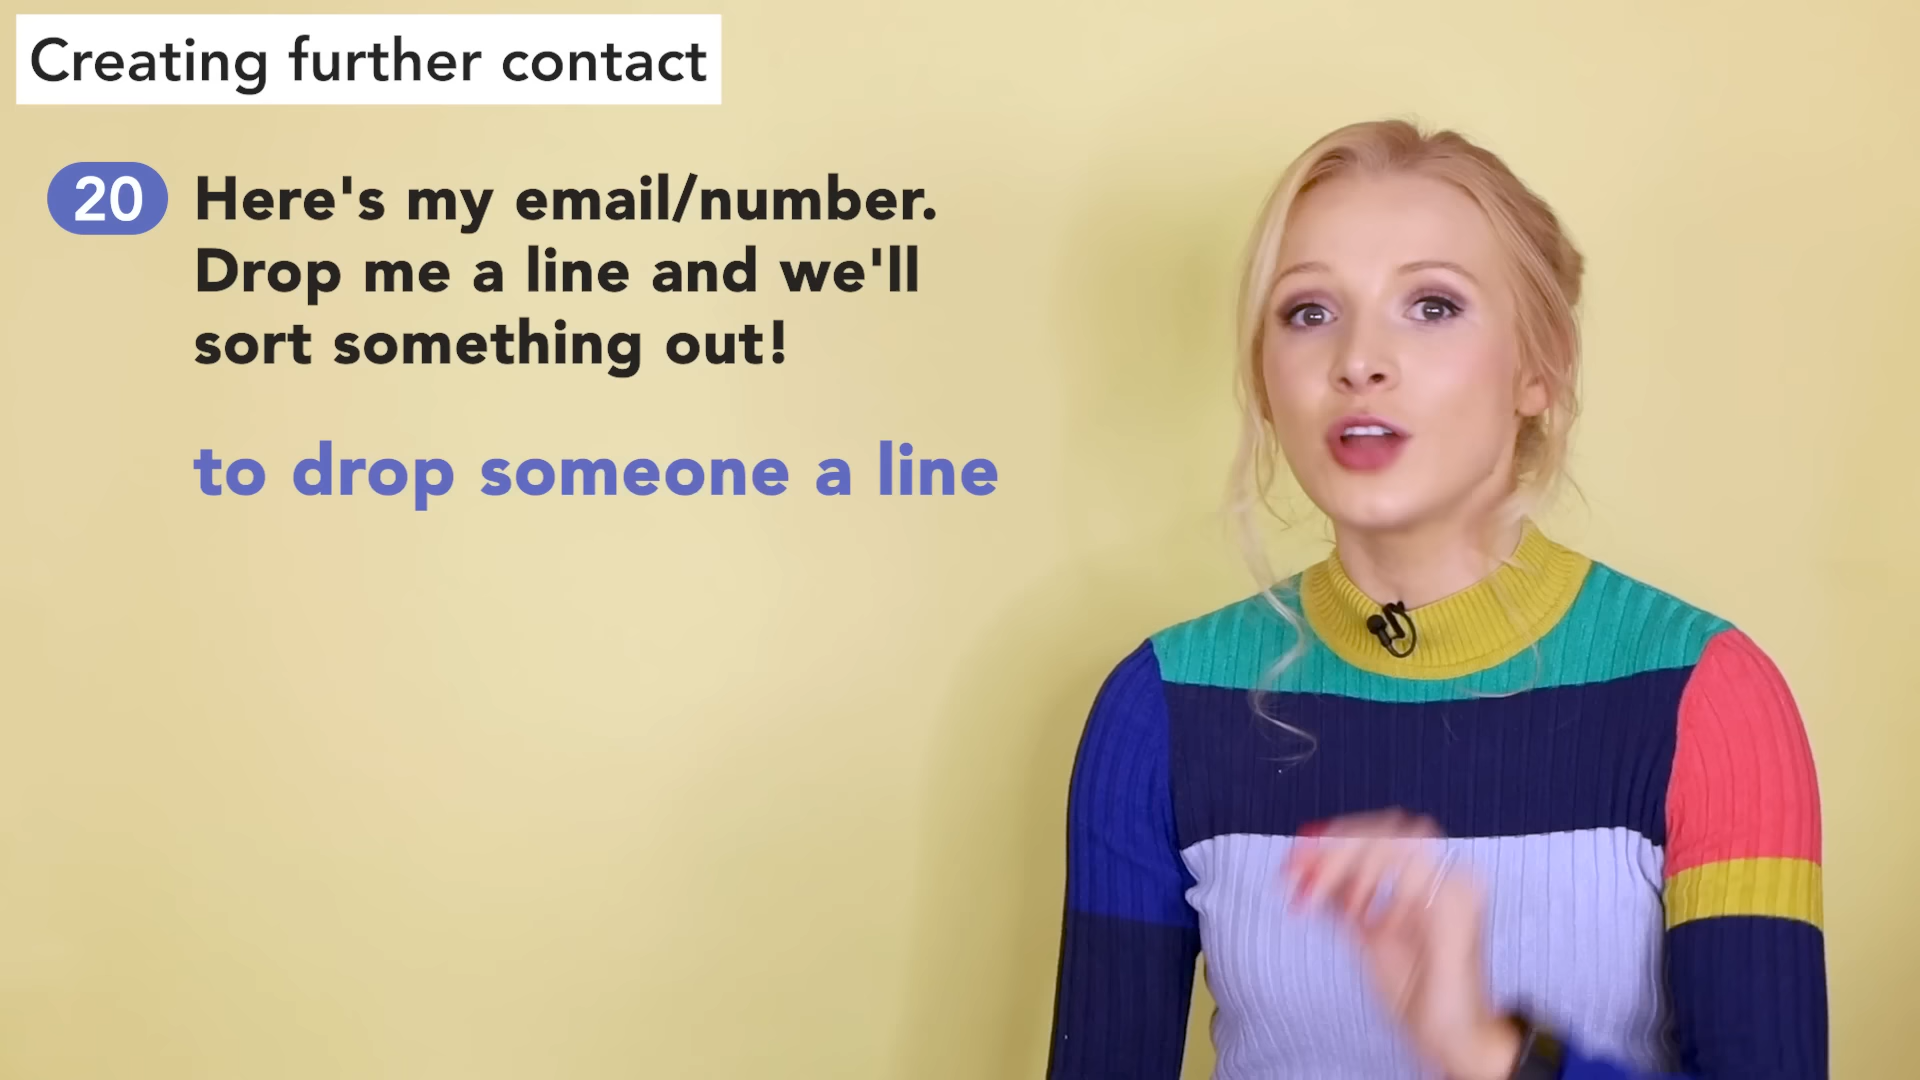 Creating further contact
20 Here's my email/number.
Drop me a line and we'll
sort something out!
to drop someone a line